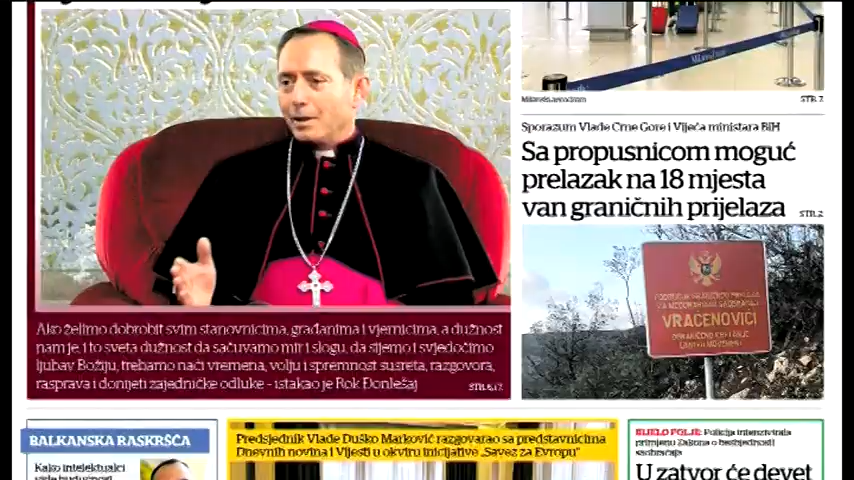 Ako želimo dobrobit svim stanovnicima, građanima i vjernicima, a dužnost
nam je, i to sveta dužnost da sačuvamo mir i slogu, da sijemo i svjedočimo
ljubav Božiju, trebamo naći vremena, volju i spremnost susreta, razgovora,
rasprava i donijeti zajedničke odluke - istakao je Rok Đonlešaj
STR. 6,17.
STR. 7.
Sporazum Vlade Crne Gore i Vijeća ministara BiH
Sa propusnicom moguć
prelazak na 18 mjesta
van graničnih prijelaza
STR. 2.
VRAĆENOVIĆI
BALKANSKA RASKRŠĆA
Kako intelektualci
Predsjednik Vlade Duško Marković razgovarao sa predstavnicima
Dnevnih novina i Vijesti u okviru inicijative „Savez za Evropu"
BIJELO POLJE: Policija intenzivirala
primjenu Zakona o bezbjednosti
saobraćaja
U zatvor će devet